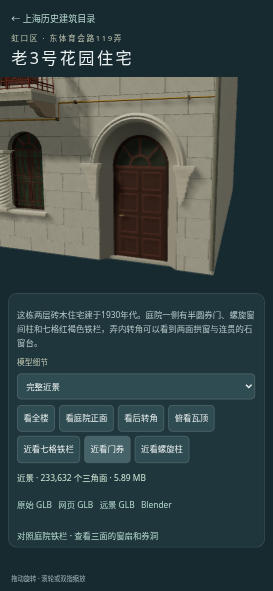 ← 上海历史建筑目录
虹口区 · 东体育会路119弄
老3号花园住宅
这栋两层砖木住宅建于1930年代。庭院一侧有半圆券门、螺旋窗
间柱和七格红褐色铁栏，弄内转角可以看到两面拱窗与连贯的石
窗台。
模型细节
完整近景
看全楼 看庭院正面 看后转角 俯看瓦顶
近看七格铁栏 近看门券 近看螺旋柱
近景 · 233,632 个三角面 · 5.89 MB
原始 GLB 网页 GLB 远景 GLB Blender
对照庭院铁栏 · 查看三面的窗扇和券洞
拖动旋转 · 滚轮或双指缩放